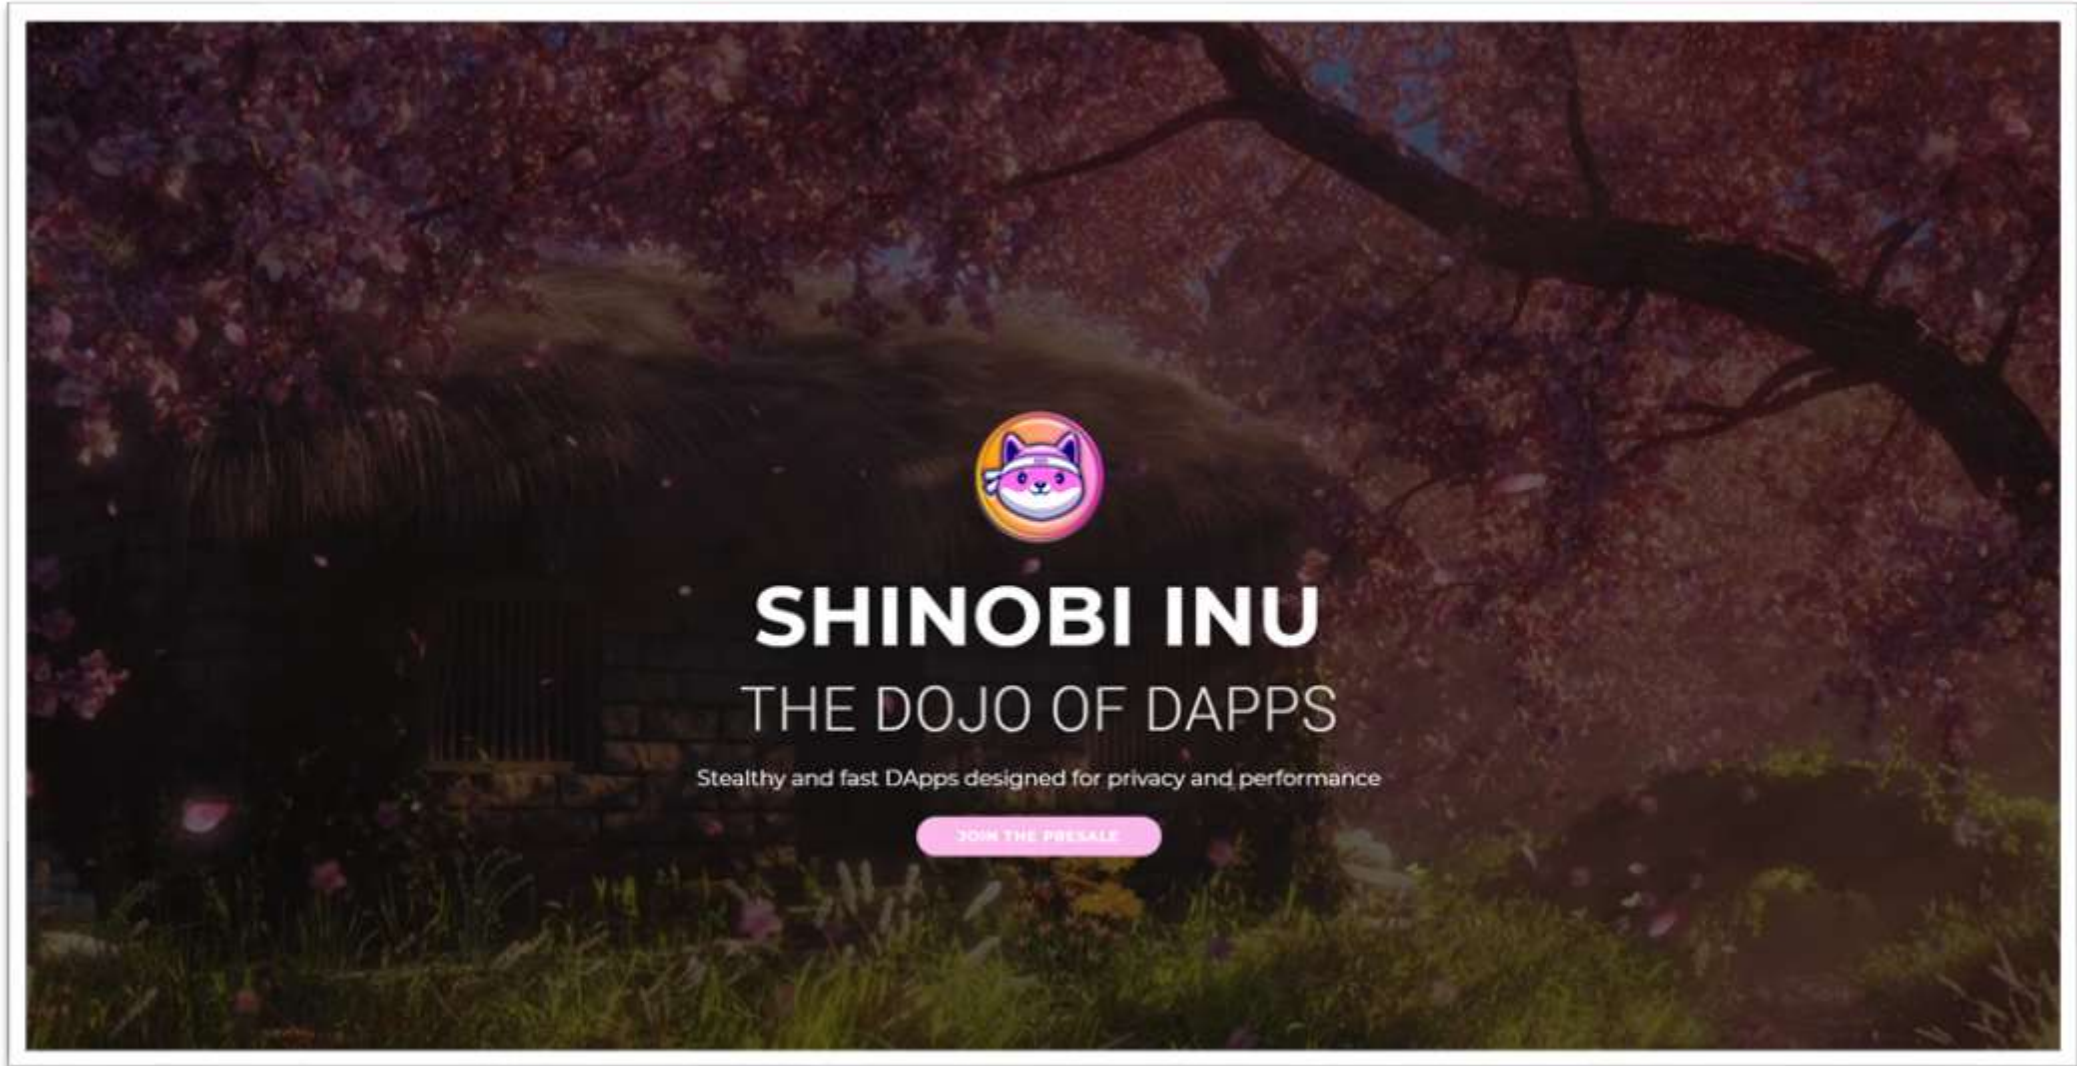 SHINOBI INU
THE DOJO OF DAPPS
Stealthy and fast DApps designed for privacy and performance
JOIN THE PRESALE